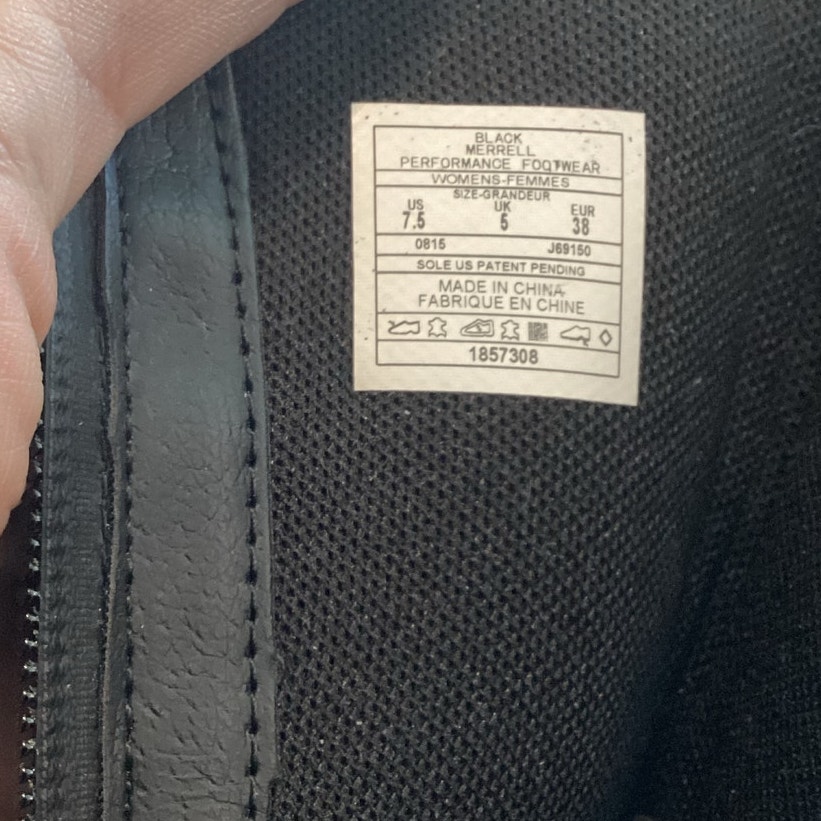 BLACK
MERRELL
PERFORMANCE FOOTWEAR
WOMENS-FEMMES
SIZE-GRANDEUR
US UK EUR
7.5 5 38
0815 J69150
SOLE US PATENT PENDING
MADE IN CHINA
FABRIQUE EN CHINE
1857308